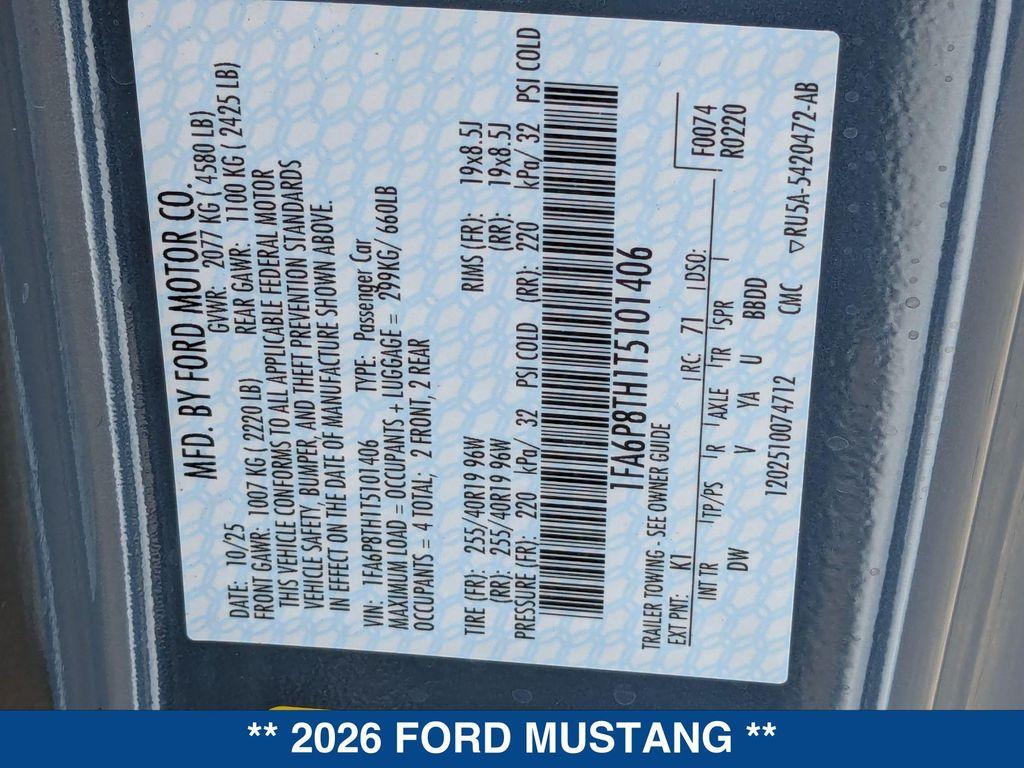 MFD. BY FORD MOTOR CO.
DATE: 10/25 GVWR: 2077 KG ( 4580 LB)
FRONT GAWR: 1007 KG ( 2220 LB) REAR GAWR: 1100 KG ( 2425 LB)
THIS VEHICLE CONFORMS TO ALL APPLICABLE FEDERAL MOTOR
VEHICLE SAFETY, BUMPER, AND THEFT PREVENTION STANDARDS
IN EFFECT ON THE DATE OF MANUFACTURE SHOWN ABOVE.
VIN: 1FA6P8TH1T5101406 TYPE: Passenger Car
MAXIMUM LOAD = OCCUPANTS + LUGGAGE = 299KG/ 660LB
OCCUPANTS = 4 TOTAL; 2 FRONT, 2 REAR
TIRE (FR): 255/40R19 96W RIMS (FR): 19x8.5J
(RR): 255/40R19 96W (RR): 19x8.5J
PRESSURE (FR): 220 kPa/ 32 PSI COLD (RR): 220 kPa/ 32 PSI COLD
1FA6P8TH1T5101406
TRAILER TOWING - SEE OWNER GUIDE
EXT PNT: K1 RC: 71 DSO: F0074
INT TR TP/PS R AXLE TR SPR R0220
DW V YA U BBDD
1202510074712 CMC ▽RU5A-5420472-AB
** 2026 FORD MUSTANG **